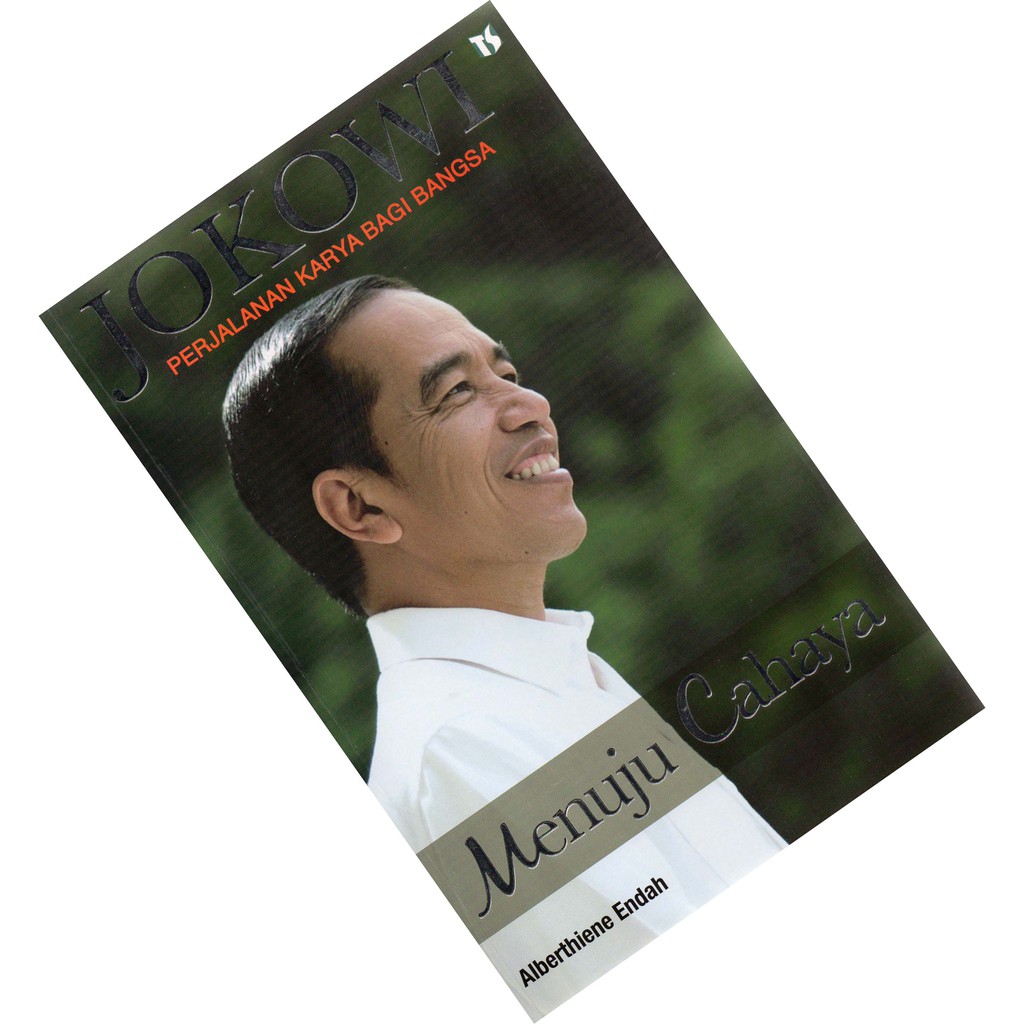 TS
JOKOWI
PERJALANAN KARYA BAGI BANGSA
Menuju Cahaya
Alberthiene Endah